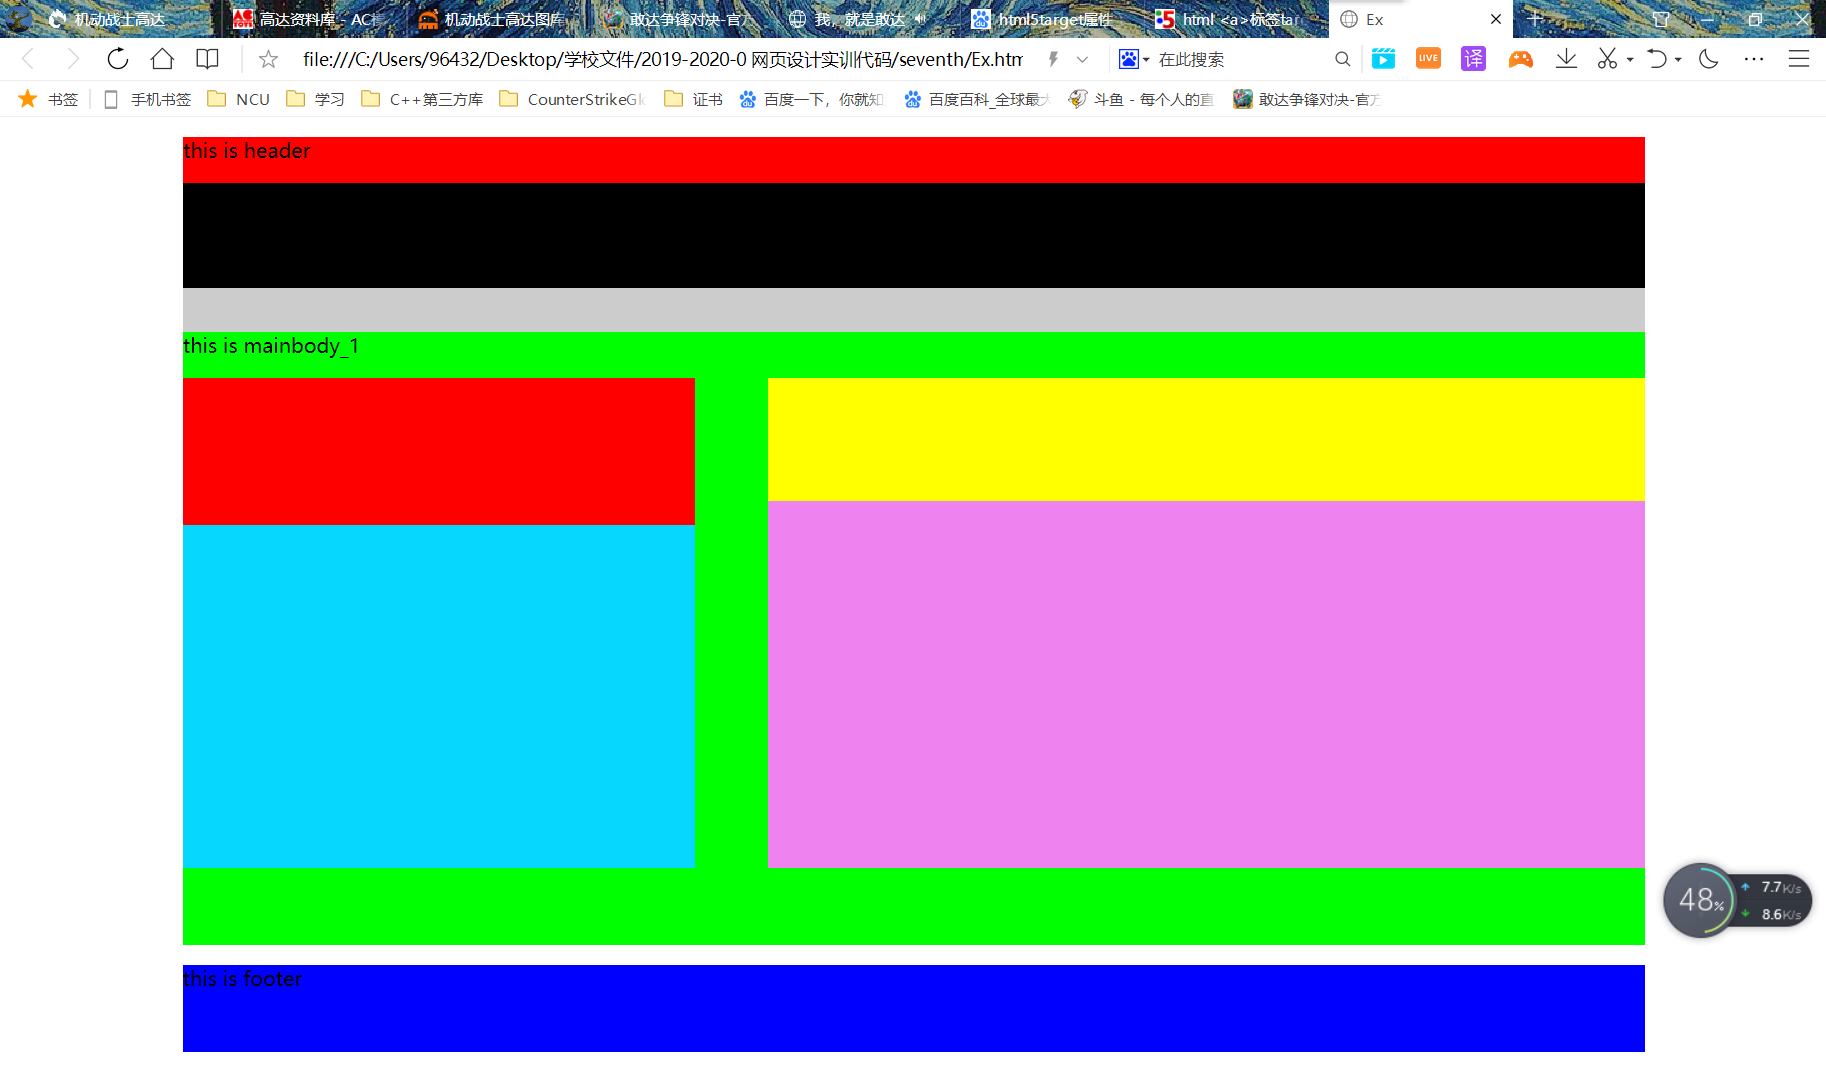 机动战士高达
高达资料库 - AC
机动战士高达图库
敢达争锋对决-官方
我，就是敢达
html5target属性
html <a>标签tar
Ex
file:///C:/Users/96432/Desktop/学校文件/2019-2020-0 网页设计实训代码/seventh/Ex.htm
在此搜索
LIVE
译
书签
手机书签
NCU
学习
C++第三方库
CounterStrikeGl
证书
百度一下，你就知
百度百科_全球最大
斗鱼 - 每个人的直
敢达争锋对决-官方
this is header
this is mainbody_1
48%
7.7K/s
8.6K/s
this is footer